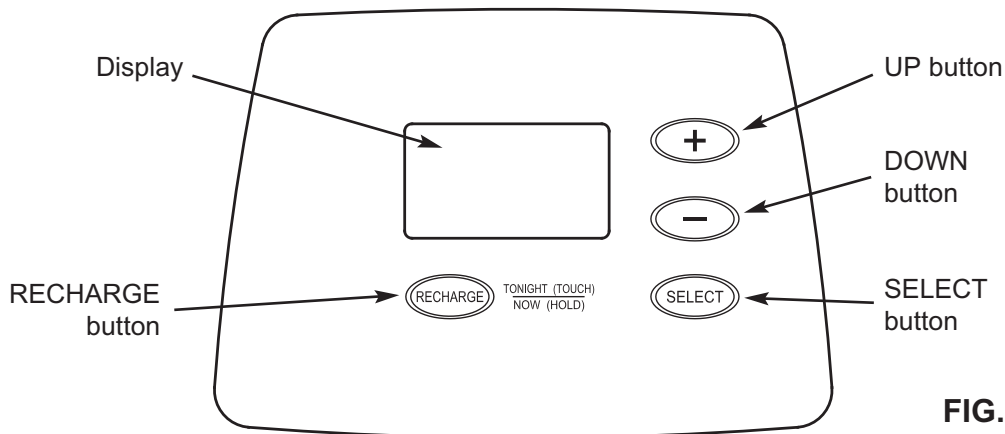 Display
UP button
+
DOWN
button
−
RECHARGE
button
RECHARGE
TONIGHT (TOUCH)
NOW (HOLD)
SELECT
SELECT
button
FIG.